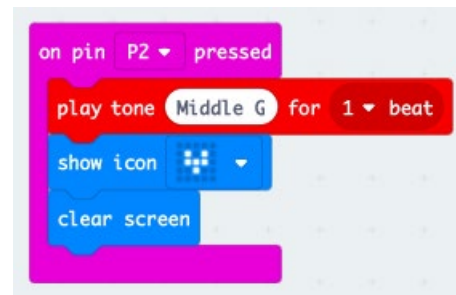 on pin P2 pressed
play tone Middle G for 1 beat
show icon
clear screen